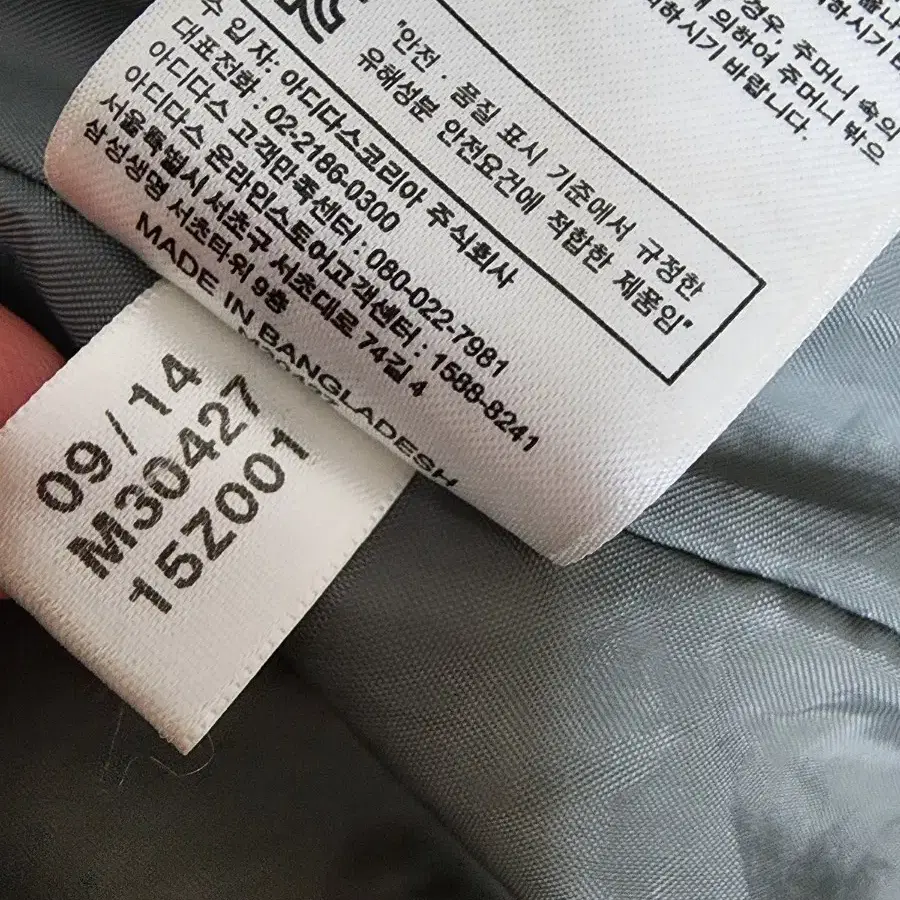 경우, 주머니 속의
의하여 주머니 밖으
하시기 바랍니다.
"안전·품질 표시 기준에서 규정한
유해성분 안전요건에 적합한 제품임"
수 입 자: 아디다스코리아 주식회사
대표전화 : 02-2186-0300
아디다스 고객만족센터 : 080-022-7981
아디다스 온라인스토어고객센터 : 1588-8241
서울특별시 서초구 서초대로 74길 4
삼성생명 서초타워 9층
MADE IN BANGLADESH
09/14
M30427
15Z001